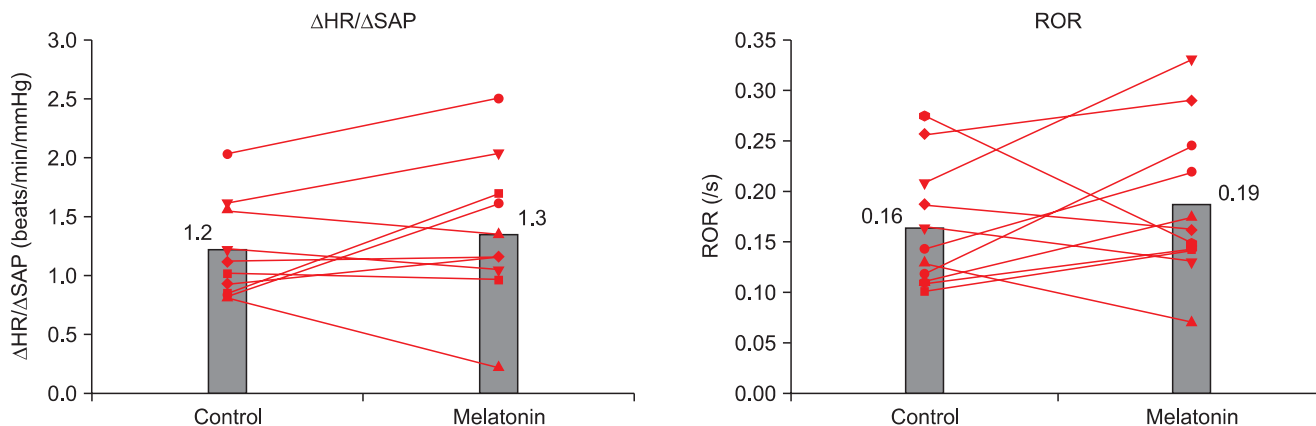 ΔHR/ΔSAP
ΔHR/ΔSAP (beats/min/mmHg)
3.0
2.5
2.0
1.5
1.0
0.5
0.0
1.2
1.3
Control
Melatonin
ROR
ROR (/s)
0.35
0.30
0.25
0.20
0.15
0.10
0.05
0.00
0.16
0.19
Control
Melatonin